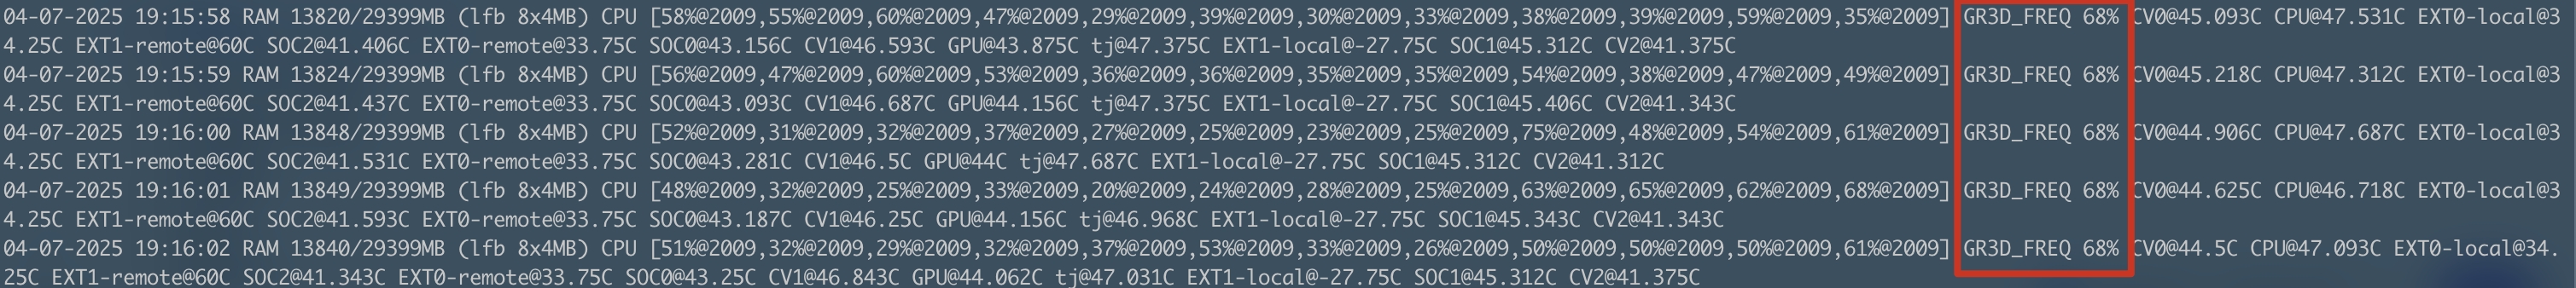 04-07-2025 19:15:58 RAM 13820/29399MB (lfb 8x4MB) CPU [58%@2009,55%@2009,60%@2009,47%@2009,29%@2009,39%@2009,30%@2009,33%@2009,38%@2009,39%@2009,59%@2009,35%@2009] GR3D_FREQ 68% CV0@45.093C CPU@47.531C EXT0-local@3
4.25C EXT1-remote@60C SOC2@41.406C EXT0-remote@33.75C SOC0@43.156C CV1@46.593C GPU@43.875C tj@47.375C EXT1-local@-27.75C SOC1@45.312C CV2@41.375C
04-07-2025 19:15:59 RAM 13824/29399MB (lfb 8x4MB) CPU [56%@2009,47%@2009,60%@2009,53%@2009,36%@2009,36%@2009,35%@2009,35%@2009,54%@2009,38%@2009,47%@2009,49%@2009] GR3D_FREQ 68% CV0@45.218C CPU@47.312C EXT0-local@3
4.25C EXT1-remote@60C SOC2@41.437C EXT0-remote@33.75C SOC0@43.093C CV1@46.687C GPU@44.156C tj@47.375C EXT1-local@-27.75C SOC1@45.406C CV2@41.343C
04-07-2025 19:16:00 RAM 13848/29399MB (lfb 8x4MB) CPU [52%@2009,31%@2009,32%@2009,37%@2009,27%@2009,25%@2009,23%@2009,25%@2009,75%@2009,48%@2009,54%@2009,61%@2009] GR3D_FREQ 68% CV0@44.906C CPU@47.687C EXT0-local@3
4.25C EXT1-remote@60C SOC2@41.531C EXT0-remote@33.75C SOC0@43.281C CV1@46.5C GPU@44C tj@47.687C EXT1-local@-27.75C SOC1@45.312C CV2@41.312C
04-07-2025 19:16:01 RAM 13849/29399MB (lfb 8x4MB) CPU [48%@2009,32%@2009,25%@2009,33%@2009,20%@2009,24%@2009,28%@2009,25%@2009,63%@2009,65%@2009,62%@2009,68%@2009] GR3D_FREQ 68% CV0@44.625C CPU@46.718C EXT0-local@3
4.25C EXT1-remote@60C SOC2@41.593C EXT0-remote@33.75C SOC0@43.187C CV1@46.25C GPU@44.156C tj@46.968C EXT1-local@-27.75C SOC1@45.343C CV2@41.343C
04-07-2025 19:16:02 RAM 13840/29399MB (lfb 8x4MB) CPU [51%@2009,32%@2009,29%@2009,32%@2009,37%@2009,53%@2009,33%@2009,26%@2009,50%@2009,50%@2009,50%@2009,61%@2009] GR3D_FREQ 68% CV0@44.5C CPU@47.093C EXT0-local@34.
25C EXT1-remote@60C SOC2@41.343C EXT0-remote@33.75C SOC0@43.25C CV1@46.843C GPU@44.062C tj@47.031C EXT1-local@-27.75C SOC1@45.312C CV2@41.375C